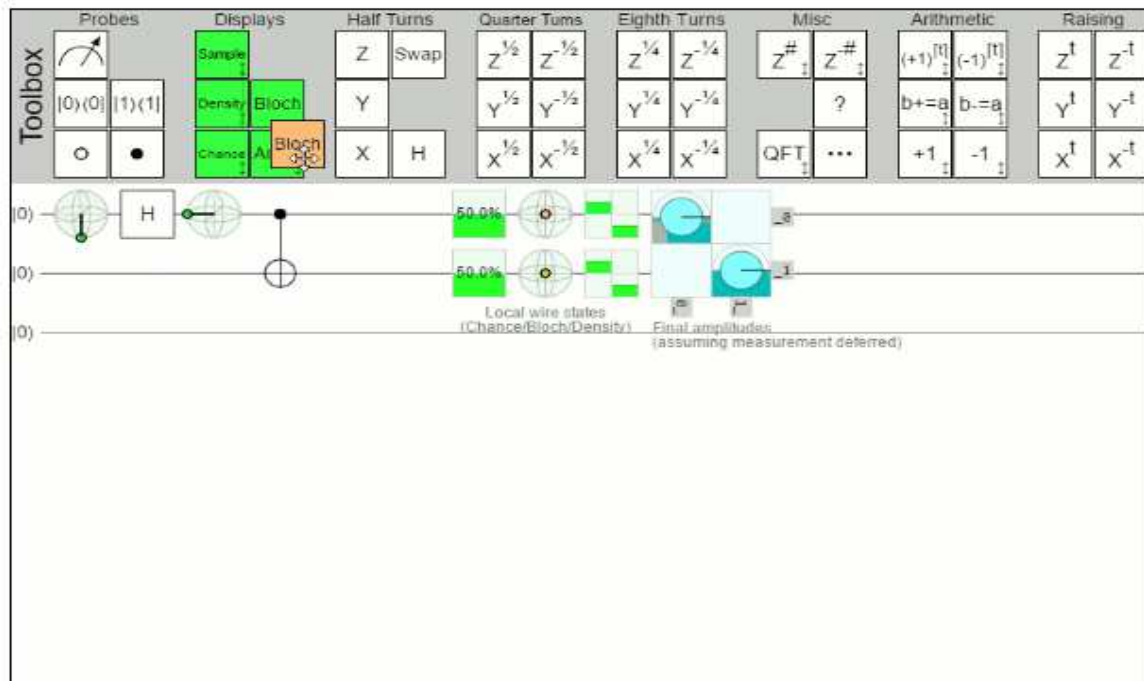 Probes Displays Half Turns Quarter Turns Eighth Turns Misc Arithmetic Raising
Toolbox
Sample Z Swap Z½ Z-½ Z¼ Z-¼ Z# Z-# (+1)[t] (-1)[t] Zt Z-t
|0⟩⟨0| |1⟩⟨1| Density Bloch Y Y½ Y-½ Y¼ Y-¼ ? b+=a b-=a Yt Y-t
Chance Bloch X H X½ X-½ X¼ X-¼ QFT ... +1 -1 Xt X-t
|0⟩ H 50.0%
|0⟩ 50.0% _1
Local wire states
(Chance/Bloch/Density)
Final amplitudes
(assuming measurement deferred)
|0⟩